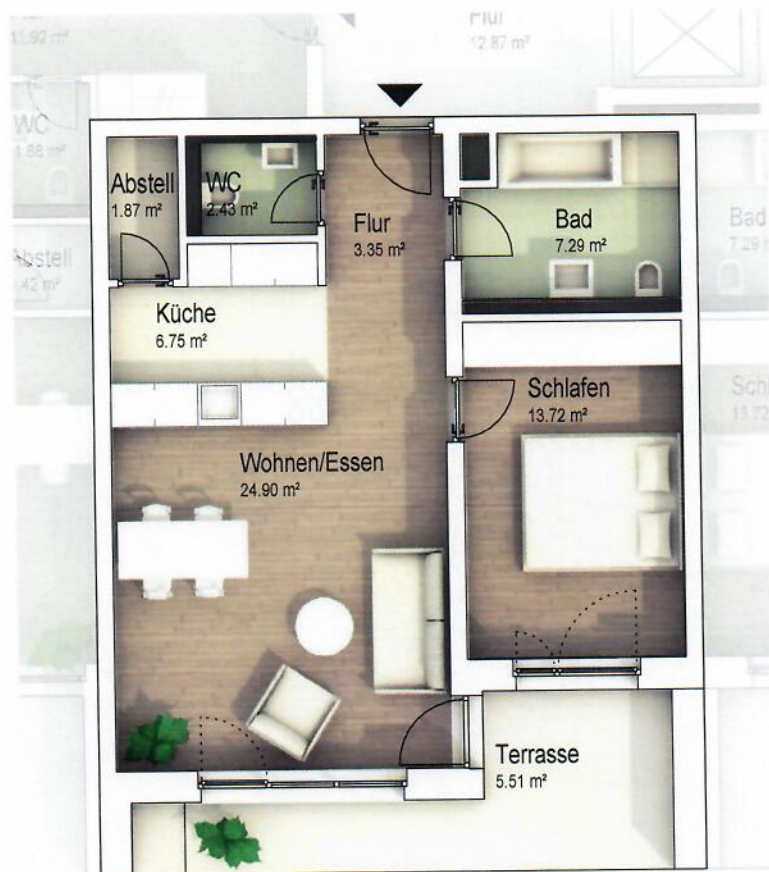 Flur
12.87 m²
11.92 m²
WC
1.88 m²
Abstell
1.87 m²
WC
2.43 m²
Flur
3.35 m²
Bad
7.29 m²
Bad
7.29 m²
Abstell
Küche
6.75 m²
Schlafen
13.72 m²
13.72
Wohnen/Essen
24.90 m²
Terrasse
5.51 m²